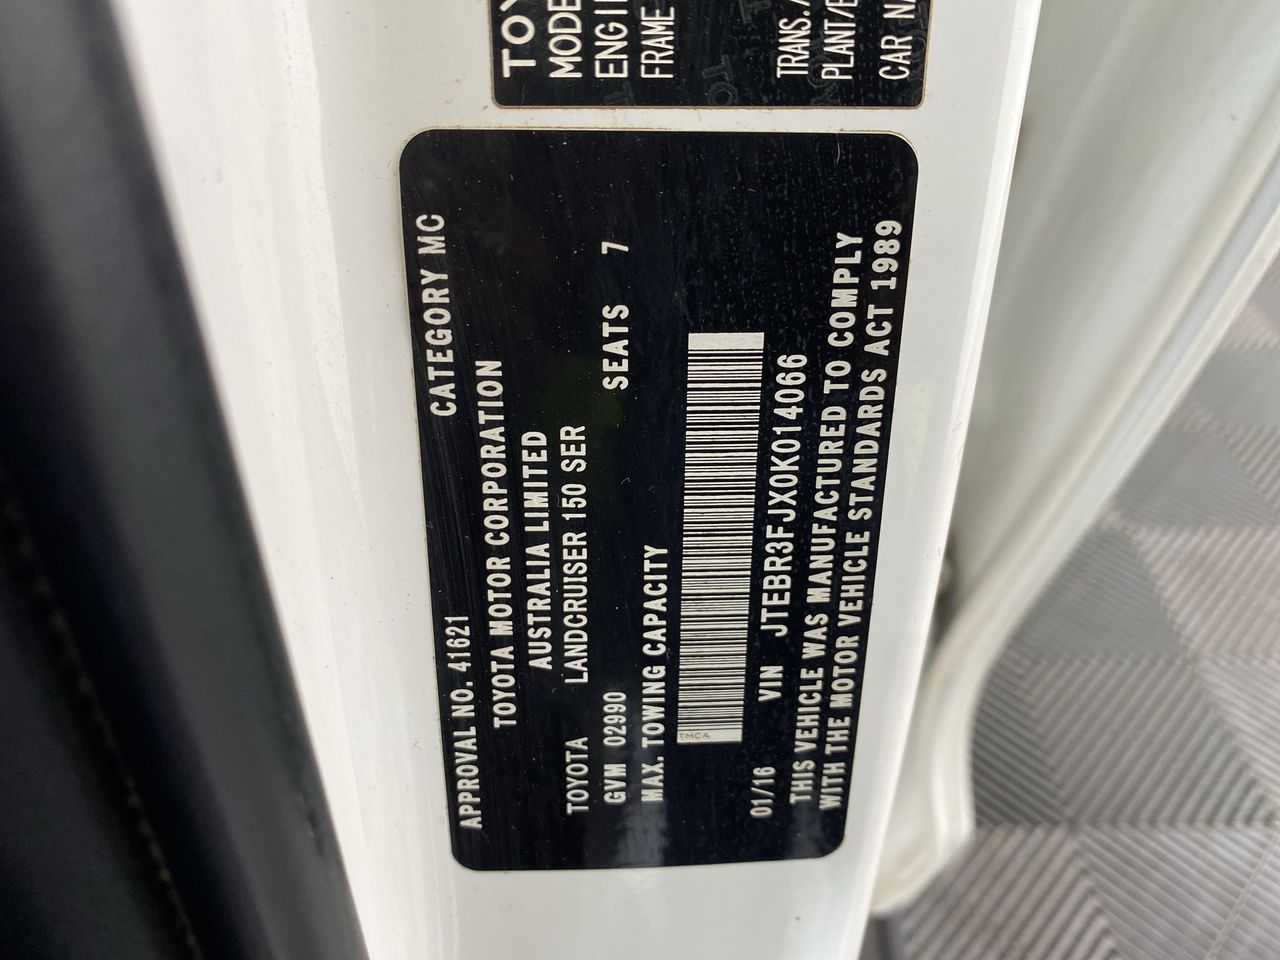 MODE
ENGI
FRAME
TRANS./
PLANT/
CAR NA
APPROVAL NO. 41621 CATEGORY MC
TOYOTA MOTOR CORPORATION
AUSTRALIA LIMITED
TOYOTA LANDCRUISER 150 SER
GVM 02990 SEATS 7
MAX. TOWING CAPACITY
TMCA
01/16 VIN JTEBR3FJX0K014066
THIS VEHICLE WAS MANUFACTURED TO COMPLY
WITH THE MOTOR VEHICLE STANDARDS ACT 1989